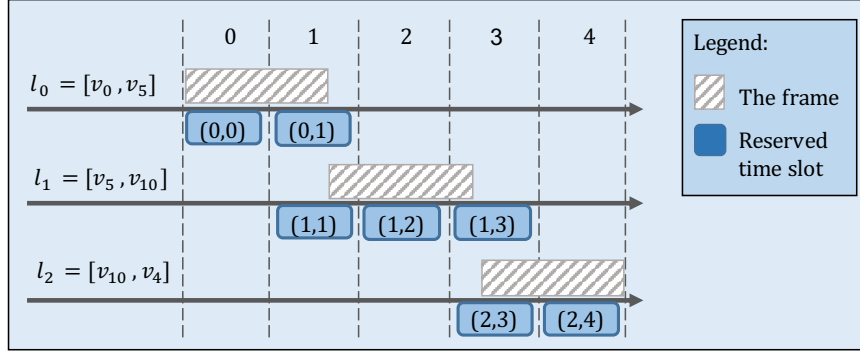 0 1 2 3 4
Legend:
l₀ = [v₀ , v₅]
The frame
(0,0) (0,1)
Reserved
time slot
l₁ = [v₅ , v₁₀]
(1,1) (1,2) (1,3)
l₂ = [v₁₀ , v₄]
(2,3) (2,4)